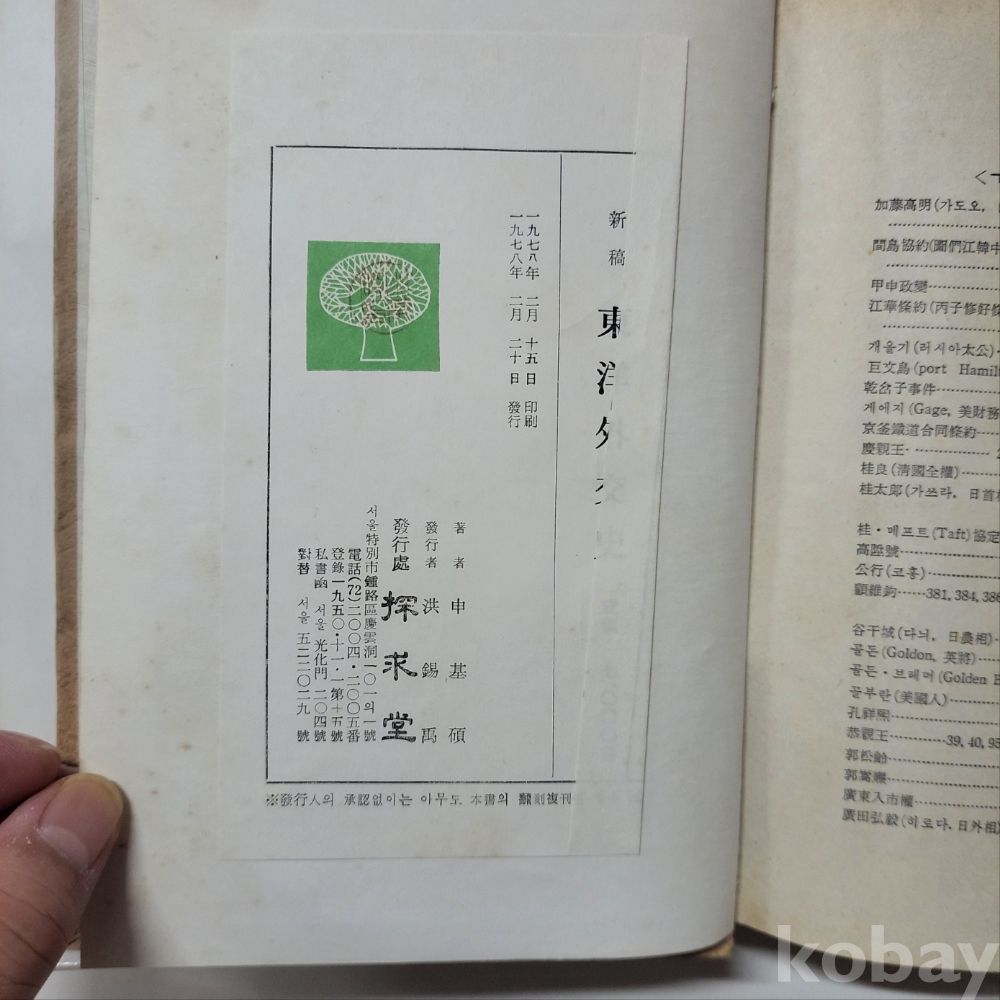 新稿 東洋外交
一九七八年 二月 十五日 印刷
一九七八年 二月 二十日 發行
著者 申基碩
發行者 洪錫禹
發行處 探求堂
서울特別市鍾路區慶雲洞一〇一의一號
電話(72)二〇〇四·二〇〇五番
登錄一九五〇·十一·一第十五號
私書函 서울 光化門 二〇四號
對替 서울 五二二〇二九 號
※發行人의 承認없이는 아무도 本書의 飜刻複刊
加藤高明(가도오,
間島協約(圖們江韓中
甲申政變
江華條約(丙子修好條
개울기(러시아太公)
巨文島(port Hamil
乾岔子事件
게에지(Gage, 美財務
京釜鐵道合同條約
慶親王
桂良(淸國全權)
桂太郞(가쓰라, 日首
桂·메프트(Taft)協定
高陞號
公行(코홍)
顧維鈞······381, 384, 386
谷干城(다늬, 日農相)
골든(Goldon, 英將)
골든·브레머(Golden B
골부란(美國人)
孔祥熙
恭親王···········39, 40, 95
郭松齡
郭嵩燾
廣東入市權
廣田弘毅(히로다, 日外相)
kobay